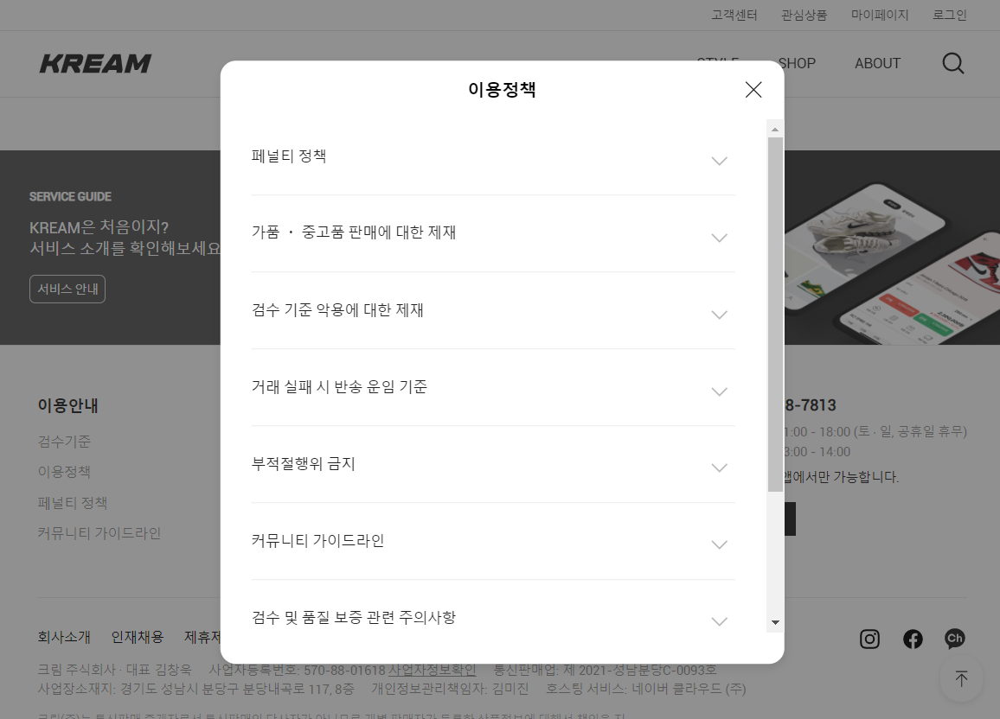 고객센터 관심상품 마이페이지 로그인
KREAM
STYLE SHOP ABOUT
이용정책
페널티 정책
가품 · 중고품 판매에 대한 제재
검수 기준 악용에 대한 제재
거래 실패 시 반송 운임 기준
부적절행위 금지
커뮤니티 가이드라인
검수 및 품질 보증 관련 주의사항
SERVICE GUIDE
KREAM은 처음이지?
서비스 소개를 확인해보세요
서비스 안내
이용안내
검수기준
이용정책
페널티 정책
커뮤니티 가이드라인
8-7813
1:00 - 18:00 (토 · 일, 공휴일 휴무)
3:00 - 14:00
앱에서만 가능합니다.
회사소개 인재채용 제휴제
Ch
크림 주식회사 · 대표 김창욱 사업자등록번호: 570-88-01618 사업자정보확인 통신판매업: 제 2021-성남분당C-0093호
사업장소재지: 경기도 성남시 분당구 분당내곡로 117, 8층 개인정보관리책임자: 김미진 호스팅 서비스: 네이버 클라우드 (주)